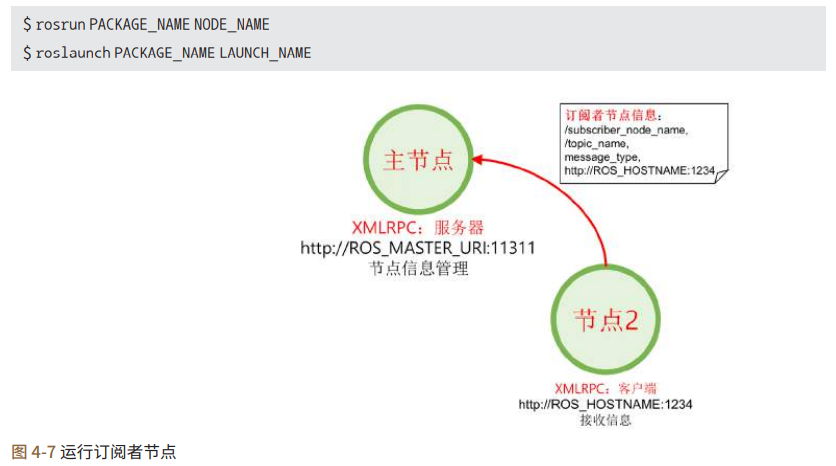 $ rosrun PACKAGE_NAME NODE_NAME
$ roslaunch PACKAGE_NAME LAUNCH_NAME
订阅者节点信息：
/subscriber_node_name,
/topic_name,
message_type,
http://ROS_HOSTNAME:1234
主节点
XMLRPC：服务器
http://ROS_MASTER_URI:11311
节点信息管理
节点2
XMLRPC：客户端
http://ROS_HOSTNAME:1234
接收信息
图 4-7 运行订阅者节点